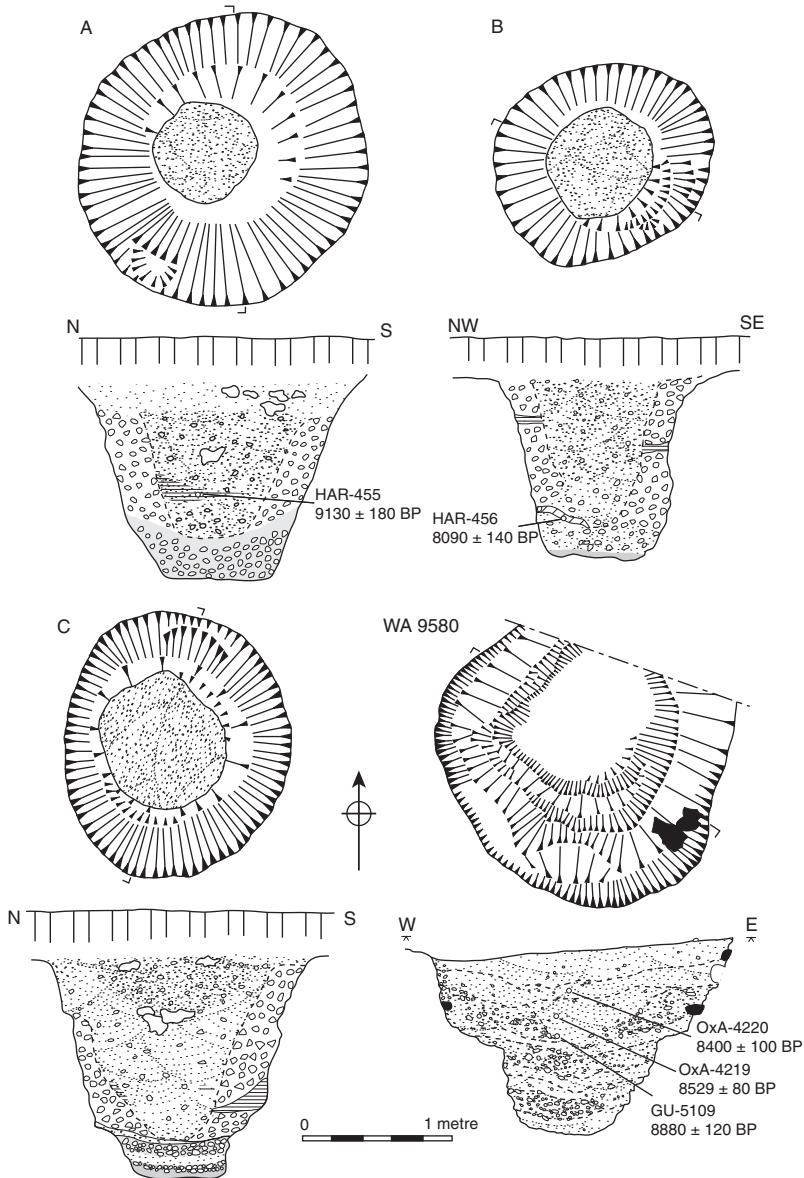 A
B
N
S
NW
SE
HAR-455
9130 ± 180 BP
HAR-456
8090 ± 140 BP
C
WA 9580
N
S
W
E
OxA-4220
8400 ± 100 BP
OxA-4219
8529 ± 80 BP
GU-5109
8880 ± 120 BP
0
1 metre